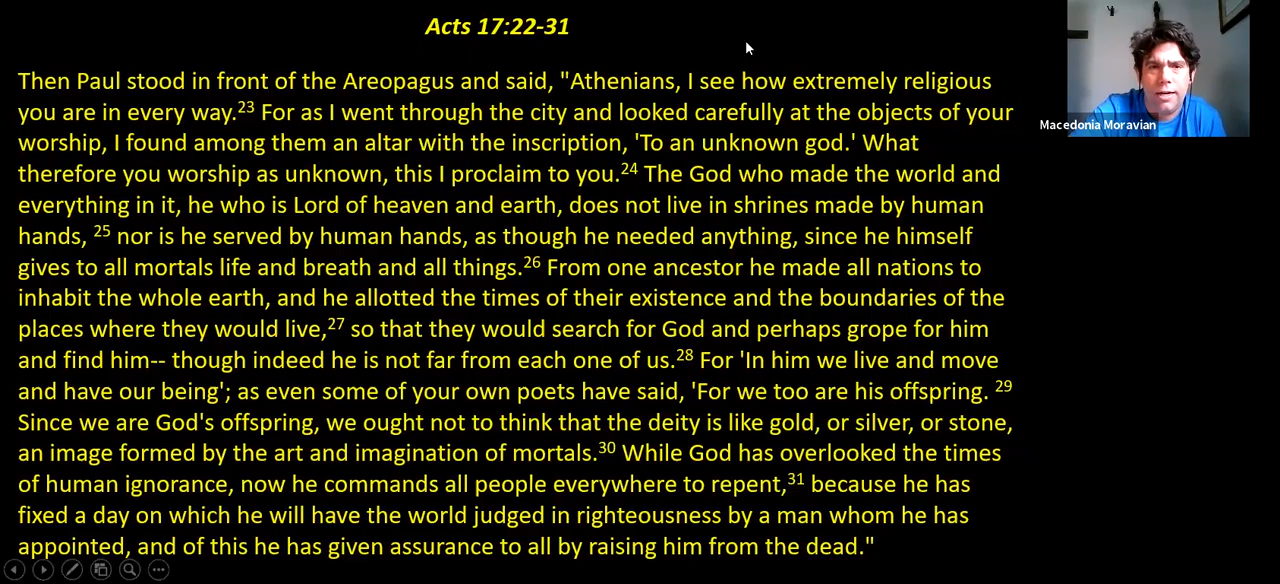 Acts 17:22-31
Then Paul stood in front of the Areopagus and said, "Athenians, I see how extremely religious
you are in every way.23 For as I went through the city and looked carefully at the objects of your
worship, I found among them an altar with the inscription, 'To an unknown god.' What
therefore you worship as unknown, this I proclaim to you.24 The God who made the world and
everything in it, he who is Lord of heaven and earth, does not live in shrines made by human
hands, 25 nor is he served by human hands, as though he needed anything, since he himself
gives to all mortals life and breath and all things.26 From one ancestor he made all nations to
inhabit the whole earth, and he allotted the times of their existence and the boundaries of the
places where they would live,27 so that they would search for God and perhaps grope for him
and find him-- though indeed he is not far from each one of us.28 For 'In him we live and move
and have our being'; as even some of your own poets have said, 'For we too are his offspring. 29
Since we are God's offspring, we ought not to think that the deity is like gold, or silver, or stone,
an image formed by the art and imagination of mortals.30 While God has overlooked the times
of human ignorance, now he commands all people everywhere to repent,31 because he has
fixed a day on which he will have the world judged in righteousness by a man whom he has
appointed, and of this he has given assurance to all by raising him from the dead."
Macedonia Moravian